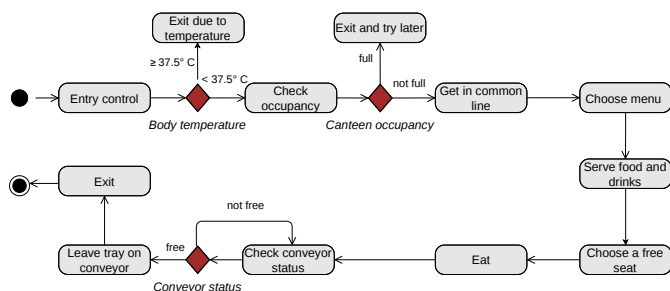 Exit due to
temperature
Exit and try later
≥ 37.5° C
full
< 37.5° C
not full
Entry control
Check
occupancy
Get in common
line
Choose menu
Body temperature
Canteen occupancy
Serve food and
drinks
Exit
not free
free
Leave tray on
conveyor
Check conveyor
status
Eat
Choose a free
seat
Conveyor status